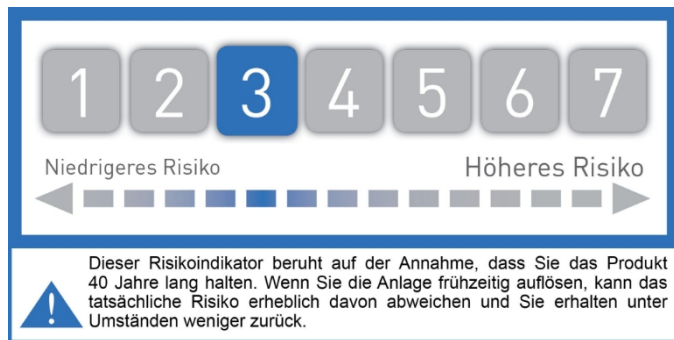 1 2 3 4 5 6 7
Niedrigeres Risiko Höheres Risiko
Dieser Risikoindikator beruht auf der Annahme, dass Sie das Produkt
40 Jahre lang halten. Wenn Sie die Anlage frühzeitig auflösen, kann das
tatsächliche Risiko erheblich davon abweichen und Sie erhalten unter
Umständen weniger zurück.